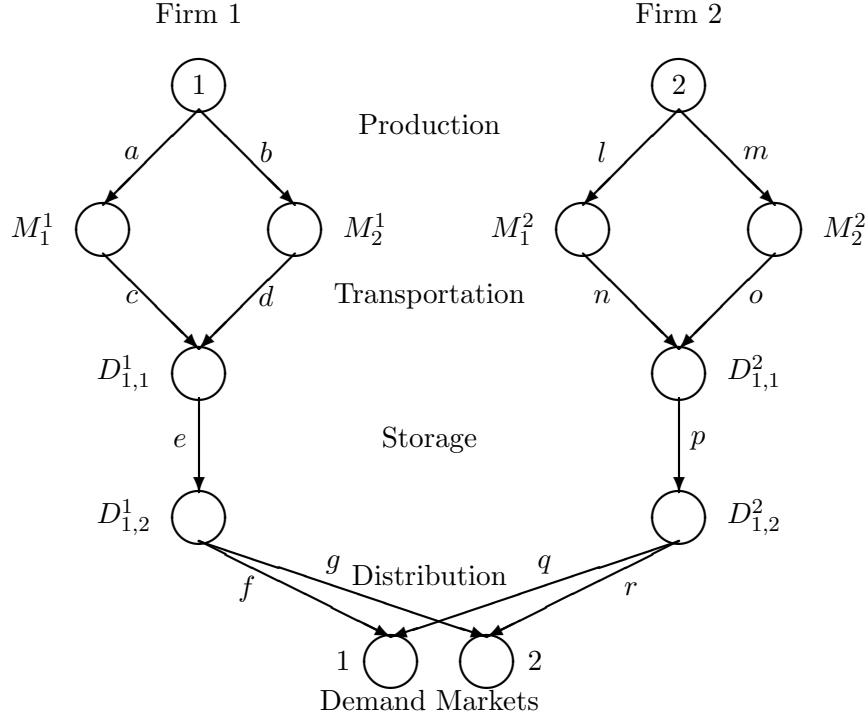 Firm 1 Firm 2
1 2
Production
a b l m
M_1^1 M_2^1 M_1^2 M_2^2
Transportation
c d n o
D_{1,1}^1 D_{1,1}^2
e Storage p
D_{1,2}^1 D_{1,2}^2
g q
f Distribution r
1 2
Demand Markets